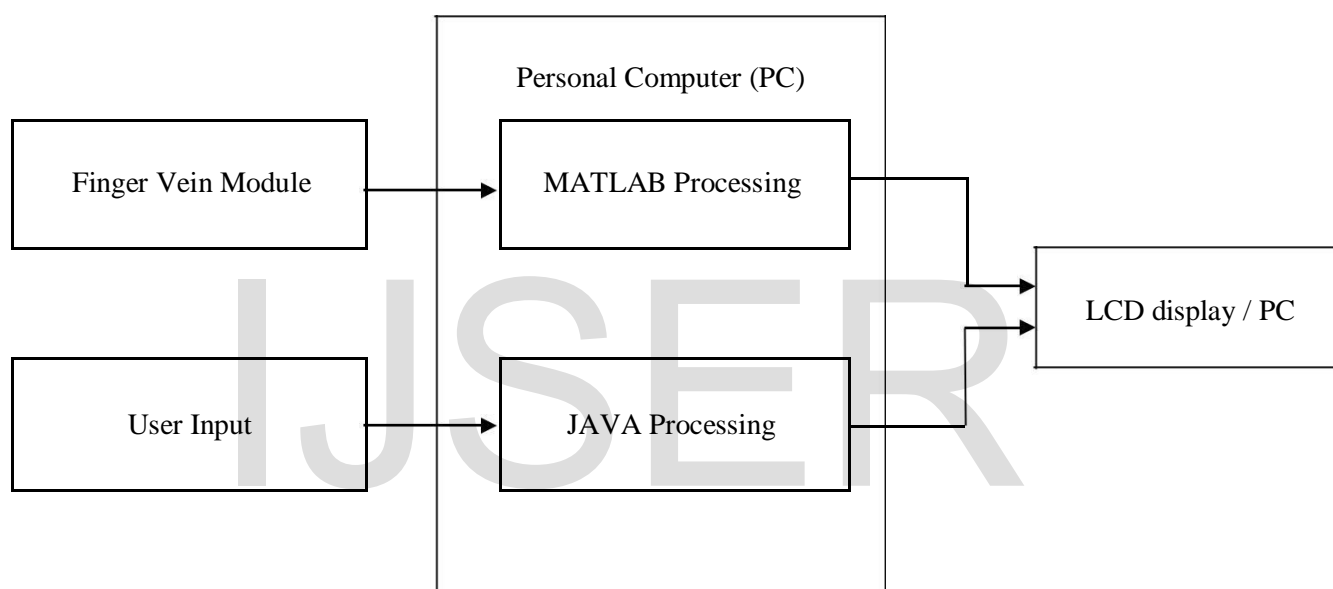 Personal Computer (PC)
Finger Vein Module
MATLAB Processing
LCD display / PC
User Input
JAVA Processing
IJSER